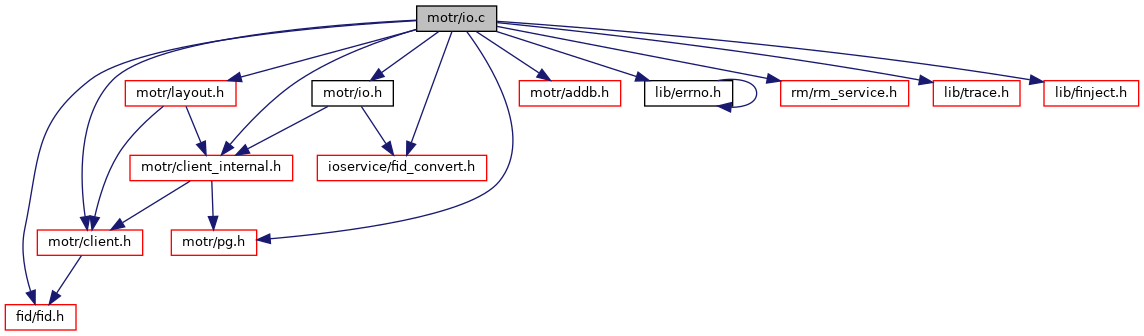 motr/io.c
motr/layout.h
motr/io.h
motr/addb.h
lib/errno.h
rm/rm_service.h
lib/trace.h
lib/finject.h
motr/client_internal.h
ioservice/fid_convert.h
motr/client.h
motr/pg.h
fid/fid.h